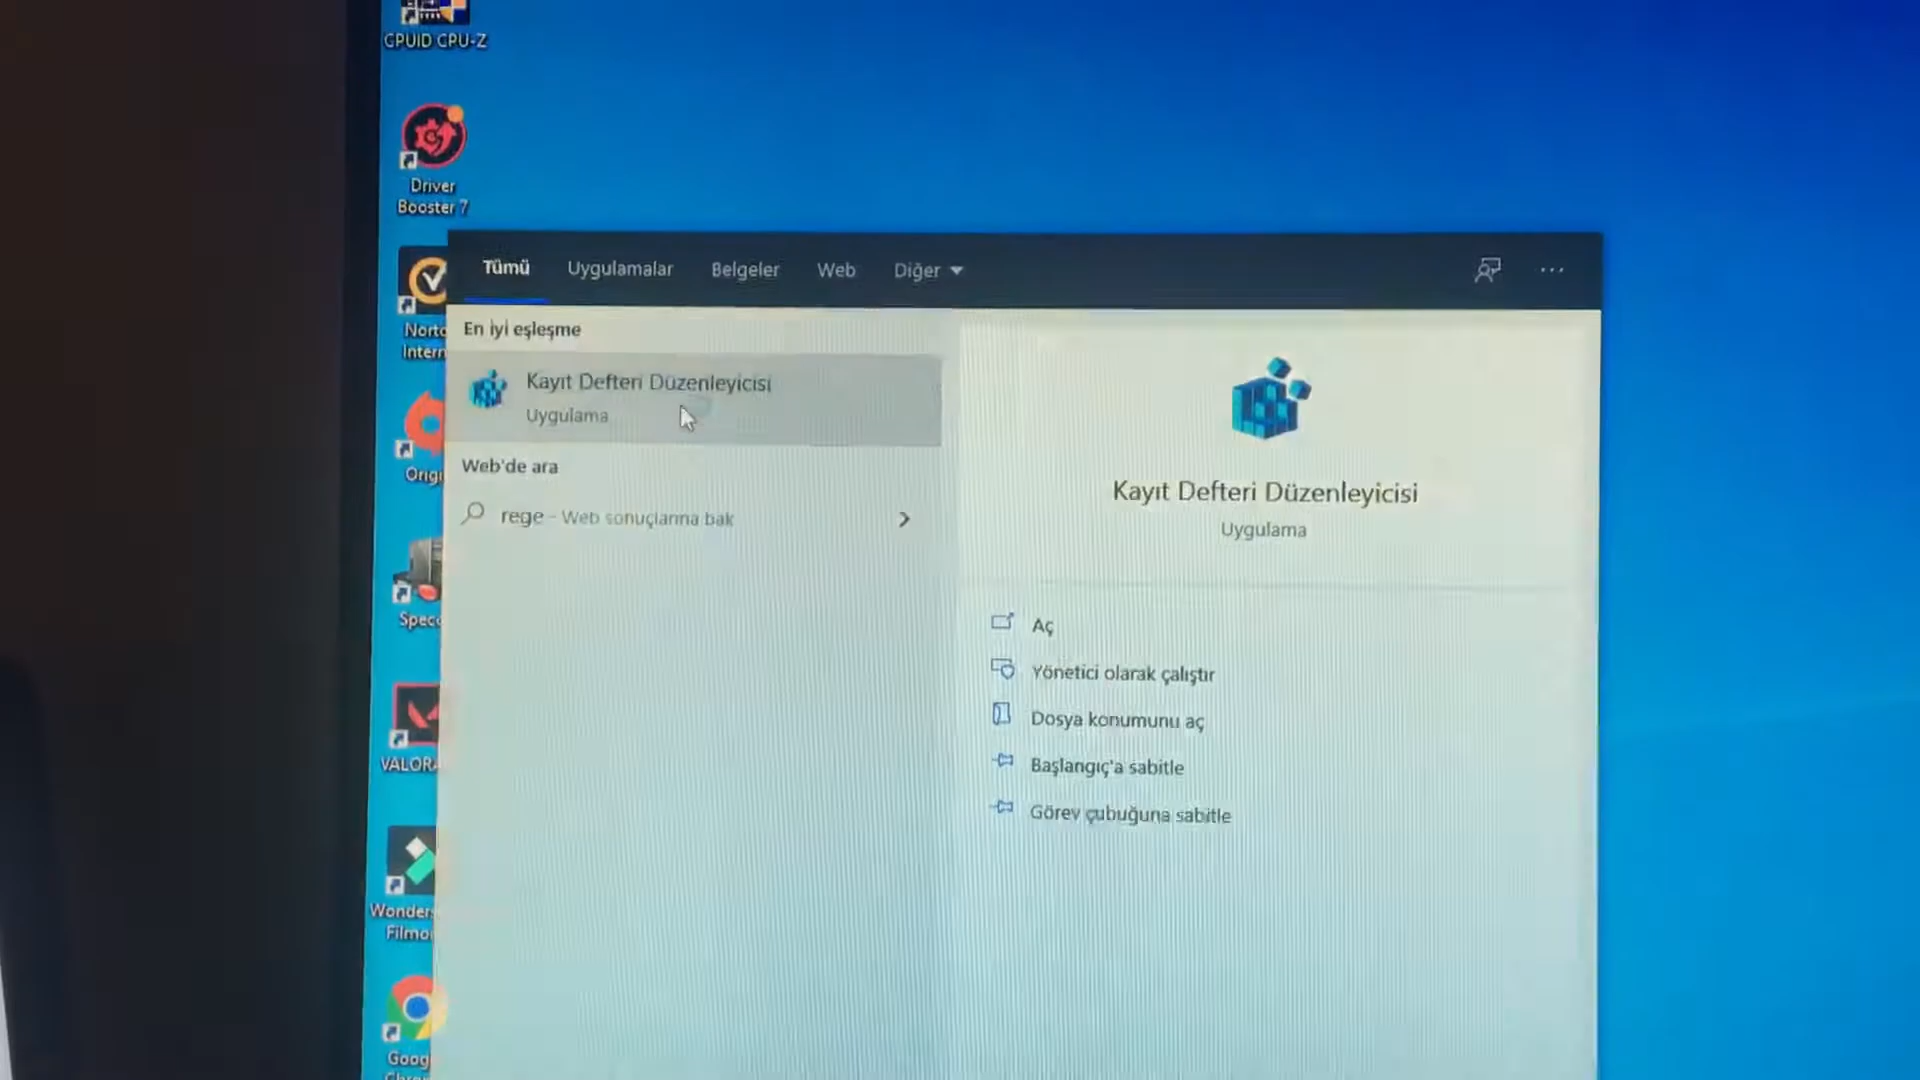 CPUID CPU-Z
Driver
Booster 7
Norto
Intern
Origi
Spec
VALORA
Wonders
Filmo
Goog
Tümü
Uygulamalar
Belgeler
Web
Diğer
En iyi eşleşme
Kayıt Defteri Düzenleyicisi
Uygulama
Web'de ara
rege - Web sonuçlarına bak
Kayıt Defteri Düzenleyicisi
Uygulama
Aç
Yönetici olarak çalıştır
Dosya konumunu aç
Başlangıç'a sabitle
Görev çubuğuna sabitle